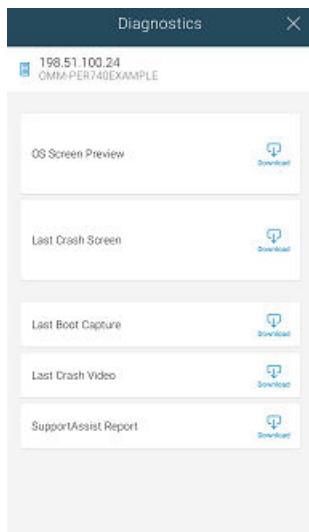 Diagnostics
198.51.100.24
OMM-PER740EXAMPLE
OS Screen Preview
Download
Last Crash Screen
Download
Last Boot Capture
Download
Last Crash Video
Download
SupportAssist Report
Download